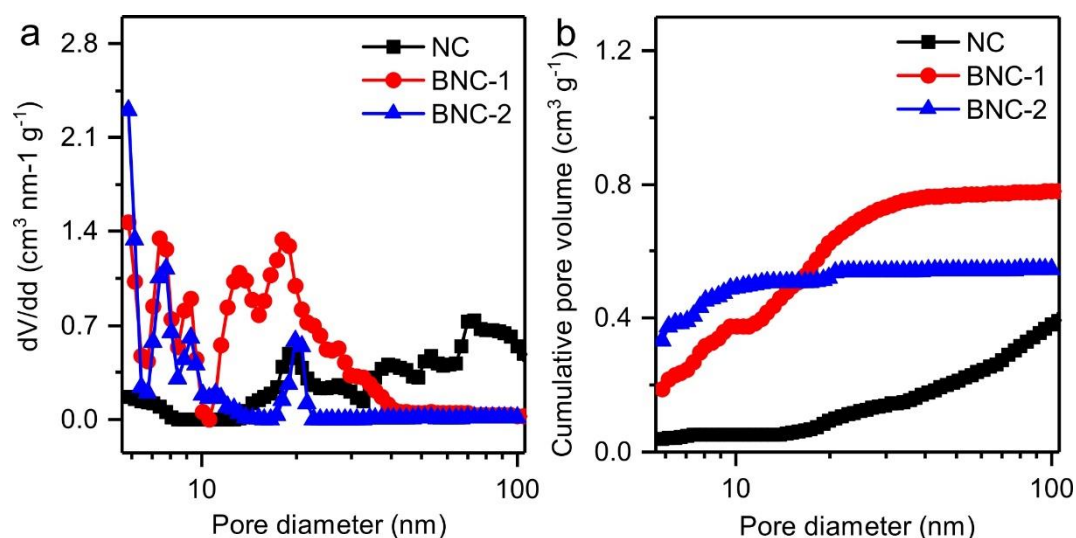 a
2.8
2.1
1.4
0.7
0.0
dV/dd (cm³ nm-1 g⁻¹)
NC
BNC-1
BNC-2
10
100
Pore diameter (nm)
b
1.2
0.8
0.4
0.0
Cumulative pore volume (cm³ g⁻¹)
NC
BNC-1
BNC-2
10
100
Pore diameter (nm)